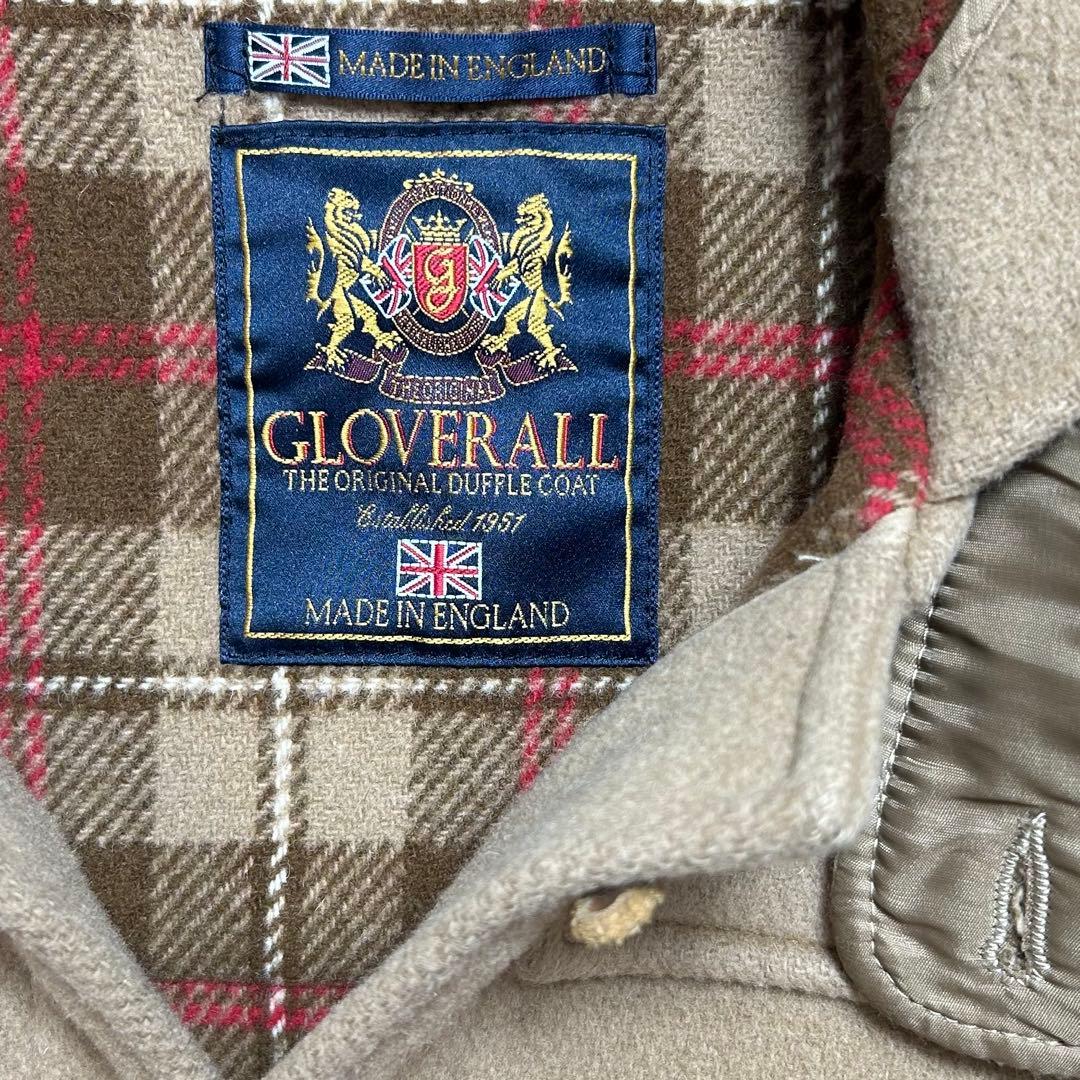 MADE IN ENGLAND
g
THE ORIGINAL
GLOVERALL
THE ORIGINAL DUFFLE COAT
Established 1951
MADE IN ENGLAND